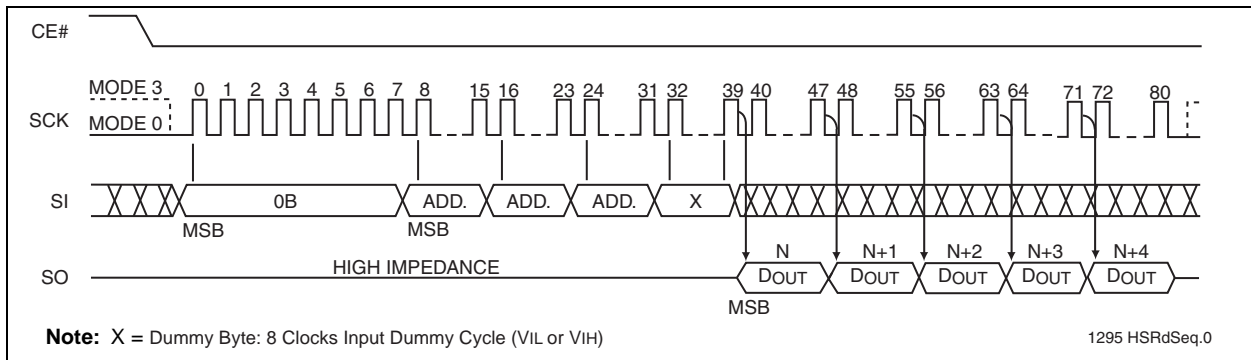 CE#
MODE 3
0 1 2 3 4 5 6 7 8 15 16 23 24 31 32 39 40 47 48 55 56 63 64 71 72 80
SCK
MODE 0
SI
0B
ADD.
ADD.
ADD.
X
MSB
MSB
N
N+1
N+2
N+3
N+4
SO
HIGH IMPEDANCE
DOUT
DOUT
DOUT
DOUT
DOUT
MSB
Note: X = Dummy Byte: 8 Clocks Input Dummy Cycle (VIL or VIH)
1295 HSRdSeq.0